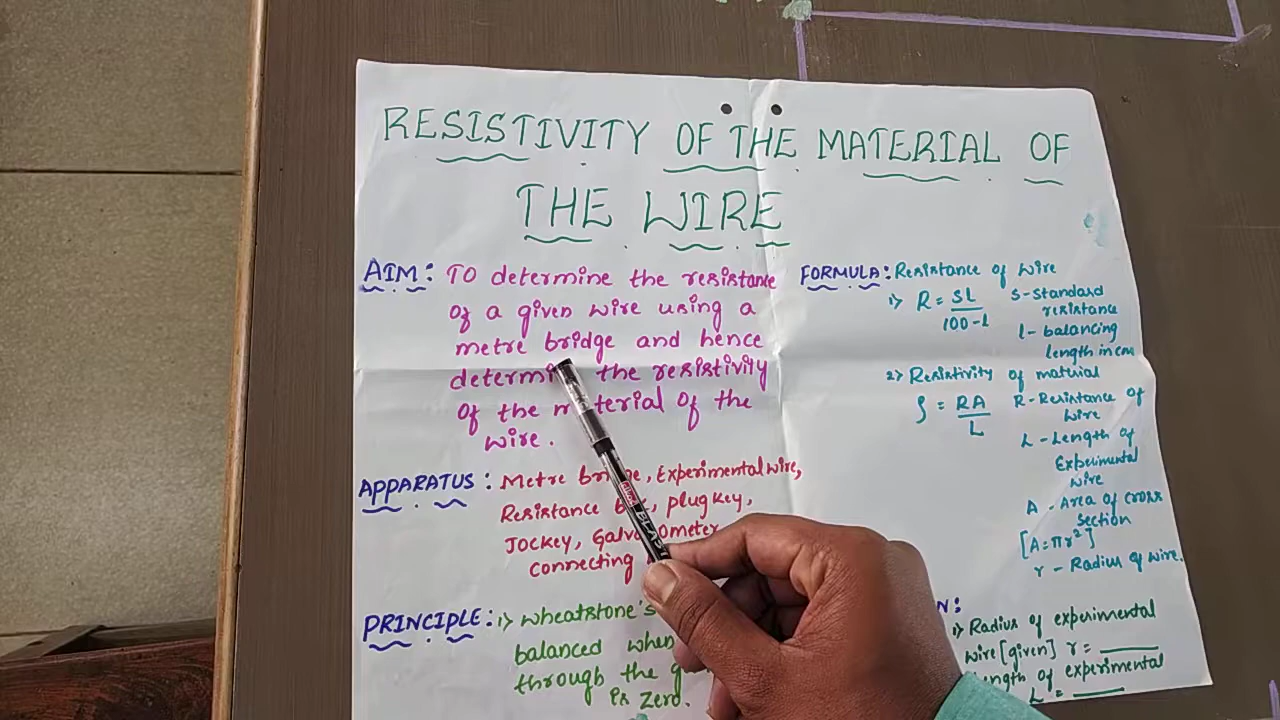 RESISTIVITY OF THE MATERIAL OF
THE WIRE
AIM: To determine the resistance
of a given wire using a
metre bridge and hence
the resistivity
of the material of the
wire.
APPARATUS: Metre bridge, Experimental wire,
Resistance plug key,
Jockey,
connecting
PRINCIPLE: 1> Wheatstone's
balanced when
through the
is zero.
FORMULA: Resistance of wire
1> R = SL / 100-l
S-Standard
resistance
l- balancing
length in cm
2> Resistivity of material
ρ = RA / L
R-Resistance of
wire
L-Length of
Experimental
wire
A - Area of cross
section
[A=πr²]
r - Radius of wire.
1> Radius of experimental
wire [given] r = ____
length of experimental
L = ____